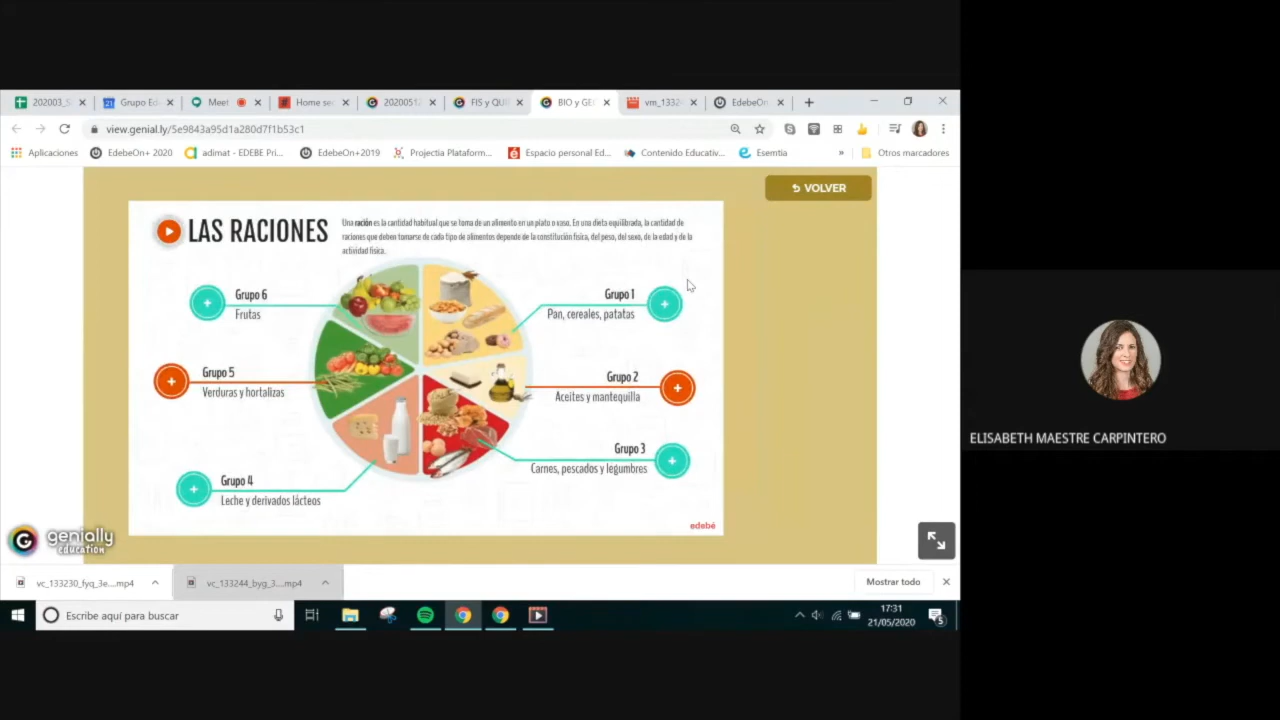 202003_S
Grupo Ed
Meet
Home se
2020051
FIS y QU
BIO y GE
vm_1332
EdebeOn
view.genial.ly/5e9843a95d1a280d7f1b53c1
Aplicaciones
EdebeOn+ 2020
adimat - EDEBE Pri...
EdebeOn+2019
Projectia Plataform...
Espacio personal Ed...
Contenido Educativ...
Esemtia
»
Otros marcadores
VOLVER
LAS RACIONES
Una ración es la cantidad habitual que se toma de un alimento en un plato o vaso. En una dieta equilibrada, la cantidad de
raciones que deben tomarse de cada tipo de alimentos depende de la constitución física, del peso, del sexo, de la edad y de la
actividad física.
Grupo 6
Frutas
Grupo 1
Pan, cereales, patatas
Grupo 5
Verduras y hortalizas
Grupo 2
Aceites y mantequilla
Grupo 3
Carnes, pescados y legumbres
Grupo 4
Leche y derivados lácteos
edebé
genially
education
ELISABETH MAESTRE CARPINTERO
vc_133230_fyq_3e....mp4
vc_133244_byg_3....mp4
Mostrar todo
Escribe aquí para buscar
17:31
21/05/2020
5